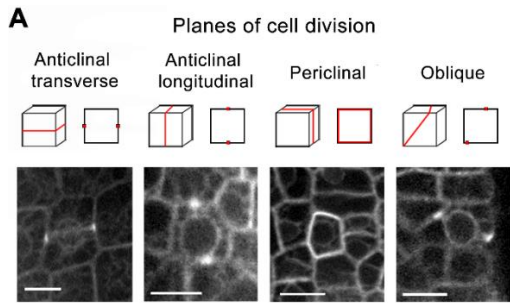 A
Planes of cell division
Anticlinal
transverse
Anticlinal
longitudinal
Periclinal
Oblique